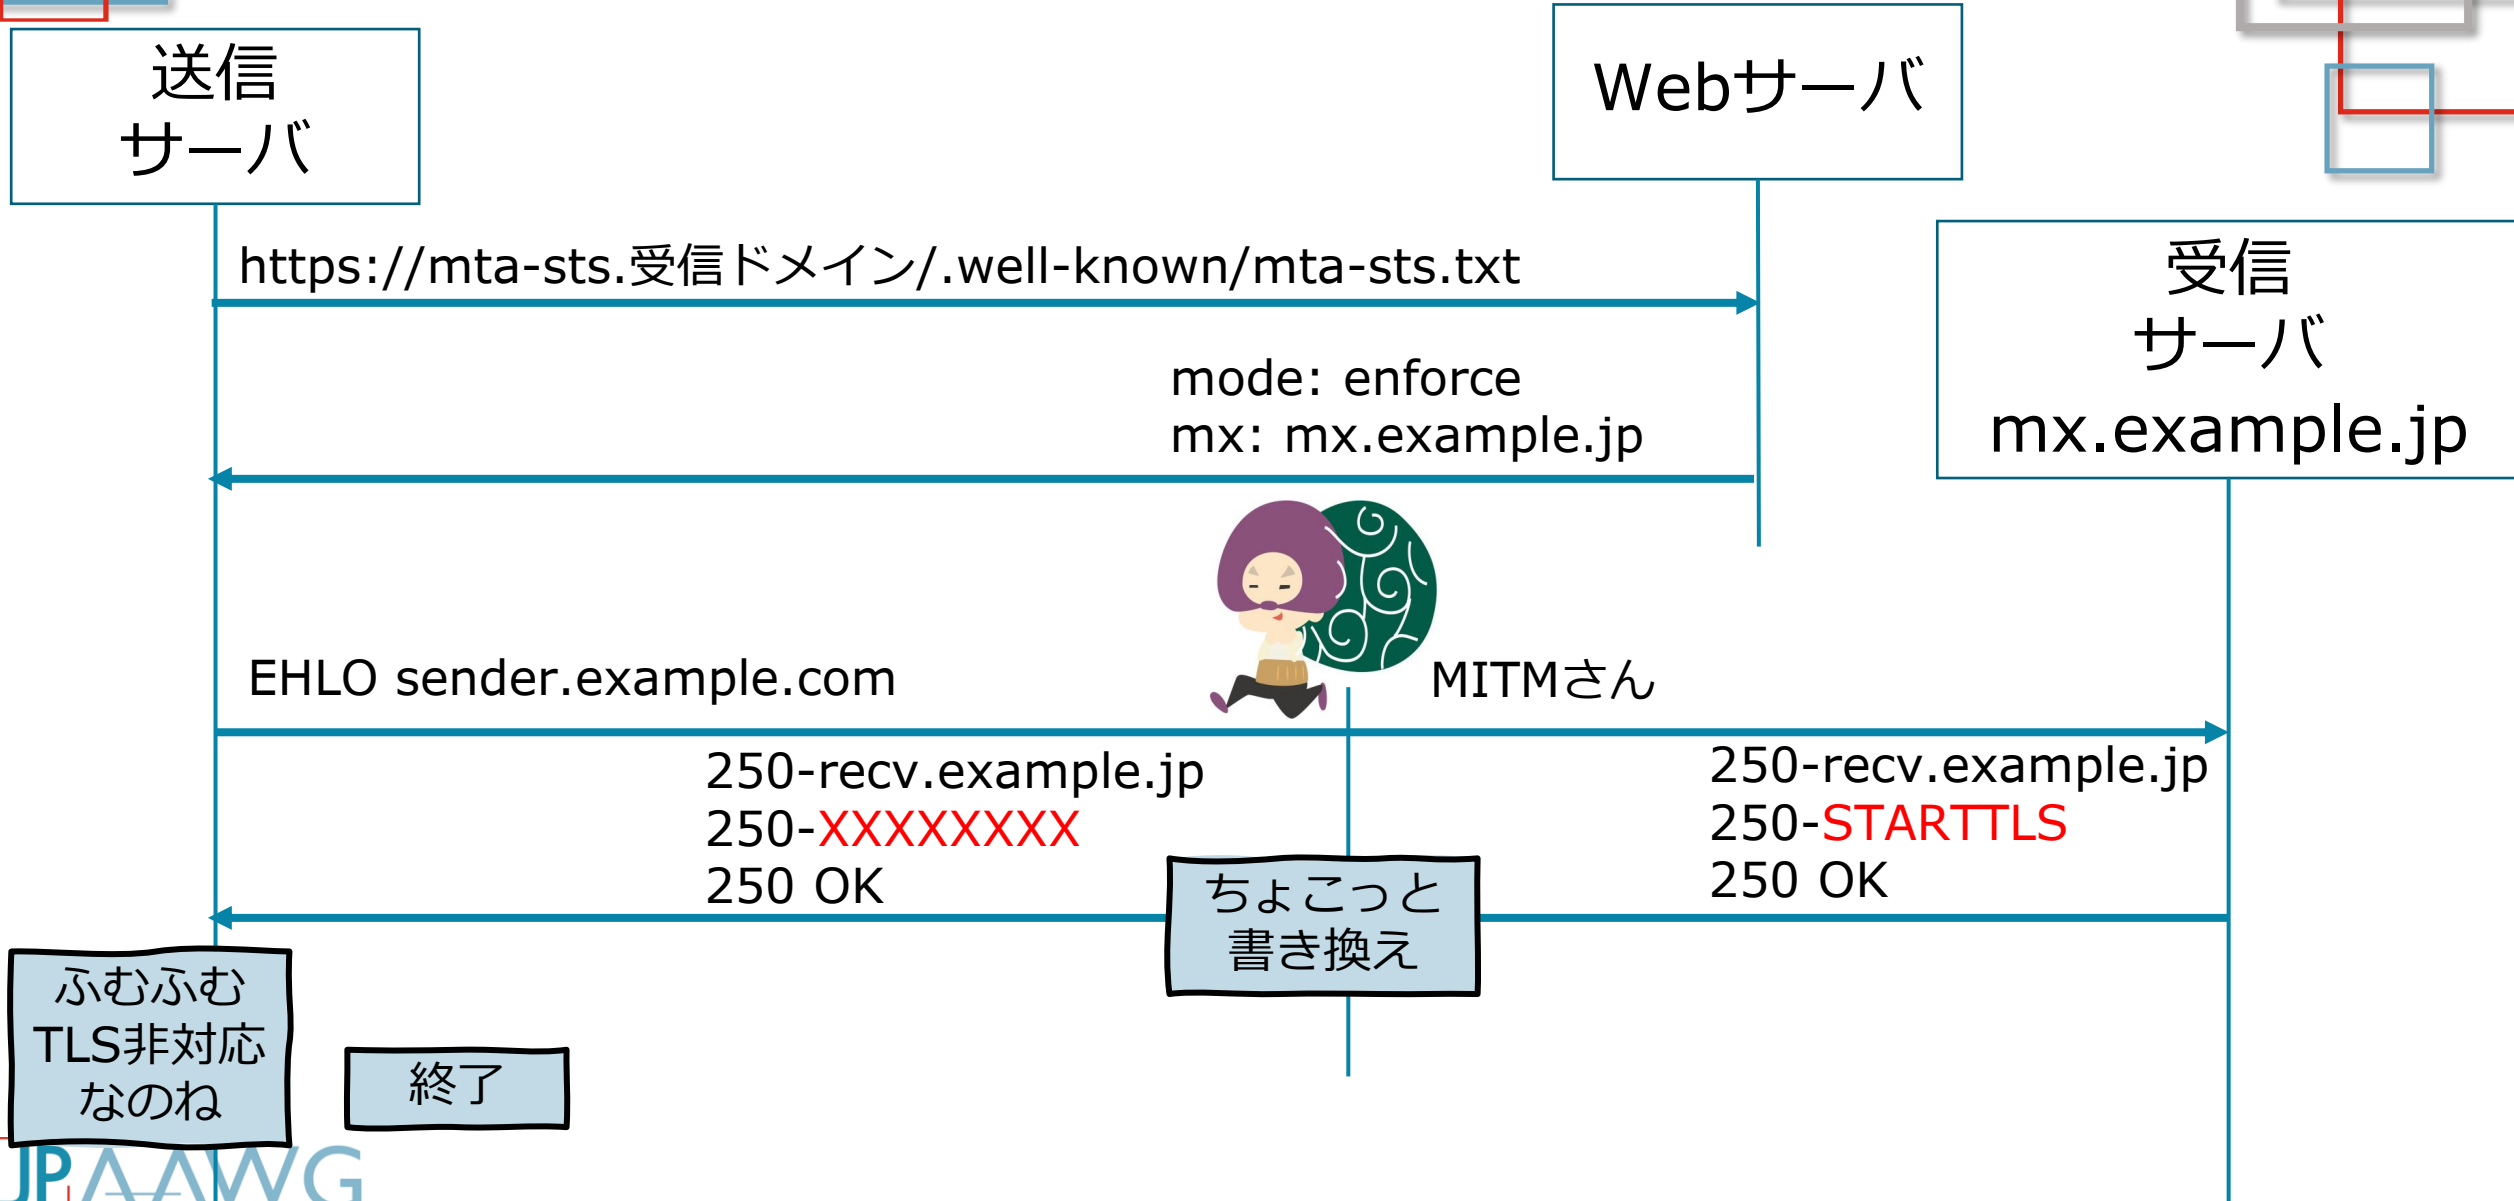 送信
サーバ
Webサーバ
受信
サーバ
mx.example.jp
https://mta-sts.受信ドメイン/.well-known/mta-sts.txt
mode: enforce
mx: mx.example.jp
EHLO sender.example.com
MITMさん
250-recv.example.jp
250-XXXXXXXX
250 OK
250-recv.example.jp
250-STARTTLS
250 OK
ちょこっと
書き換え
ふむふむ
TLS非対応
なのね
終了
JPAAWG